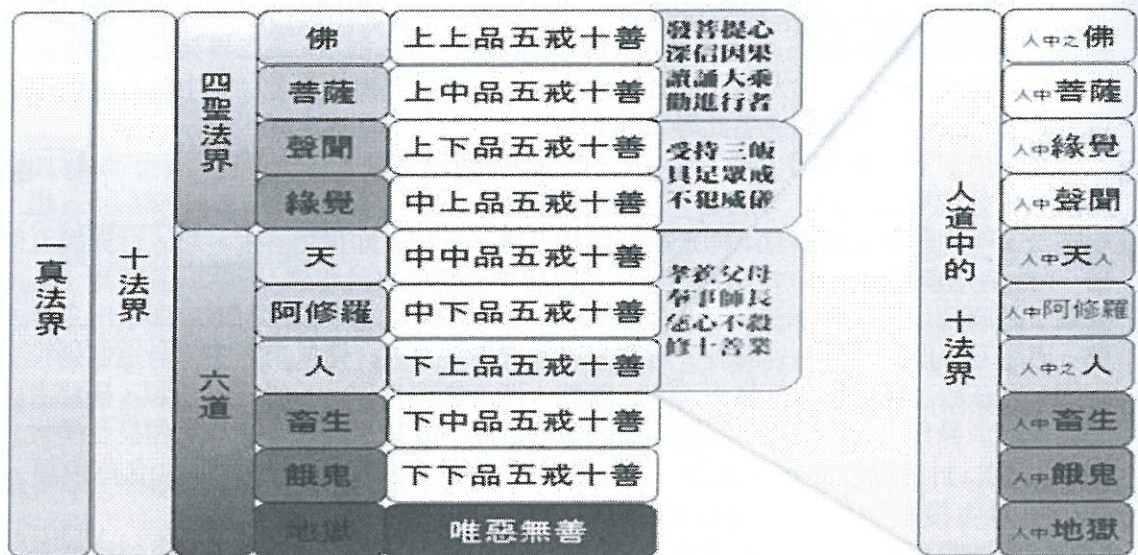 一真法界
十法界
四聖法界
六道
佛
上上品五戒十善
菩薩
上中品五戒十善
聲聞
上下品五戒十善
緣覺
中上品五戒十善
天
中中品五戒十善
阿修羅
中下品五戒十善
人
下上品五戒十善
畜生
下中品五戒十善
餓鬼
下下品五戒十善
地獄
唯惡無善
發菩提心
深信因果
讀誦大乘
勸進行者
受持三皈
具足眾戒
不犯威儀
孝養父母
奉事師長
慈心不殺
修十善業
人道中的 十法界
人中之佛
人中菩薩
人中緣覺
人中聲聞
人中天人
人中阿修羅
人中之人
人中畜生
人中餓鬼
人中地獄